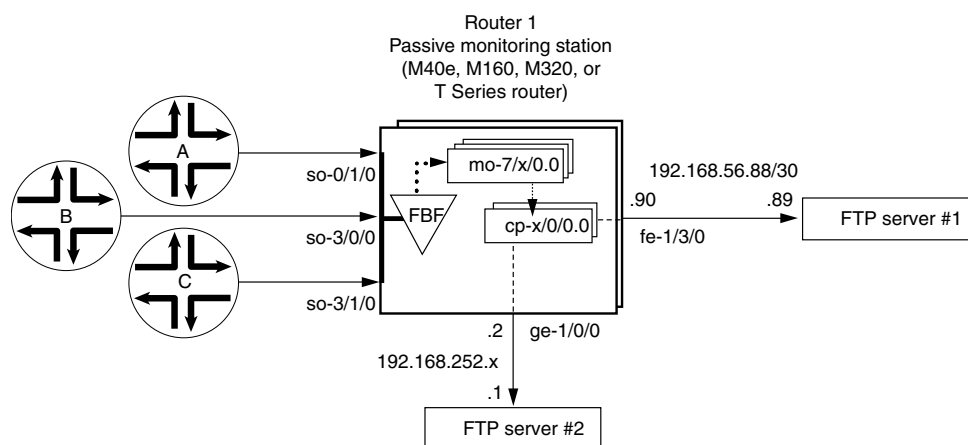 Router 1
Passive monitoring station
(M40e, M160, M320, or
T Series router)
A
so-0/1/0
B
so-3/0/0
C
so-3/1/0
FBF
mo-7/x/0.0
cp-x/0/0.0
192.168.56.88/30
.90
.89
fe-1/3/0
FTP server #1
.2
ge-1/0/0
192.168.252.x
.1
FTP server #2